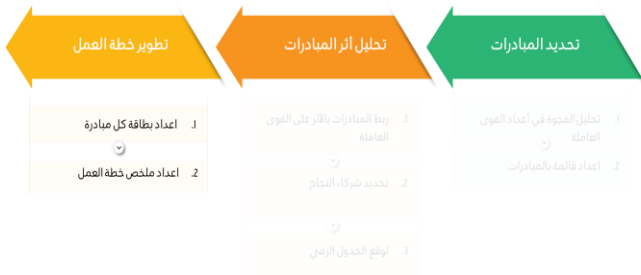 تحديد المبادرات
تحليل أثر المبادرات
تطوير خطة العمل
1. تحليل الفجوة في أعداد القوى
العاملة
2. اعداد قائمة بالمبادرات
1. ربط المبادرات بالأثر على القوى
العاملة
2. تحديد شركاء النجاح
3. توقع الجدول الزمني
1. اعداد بطاقة كل مبادرة
2. اعداد ملخص خطة العمل